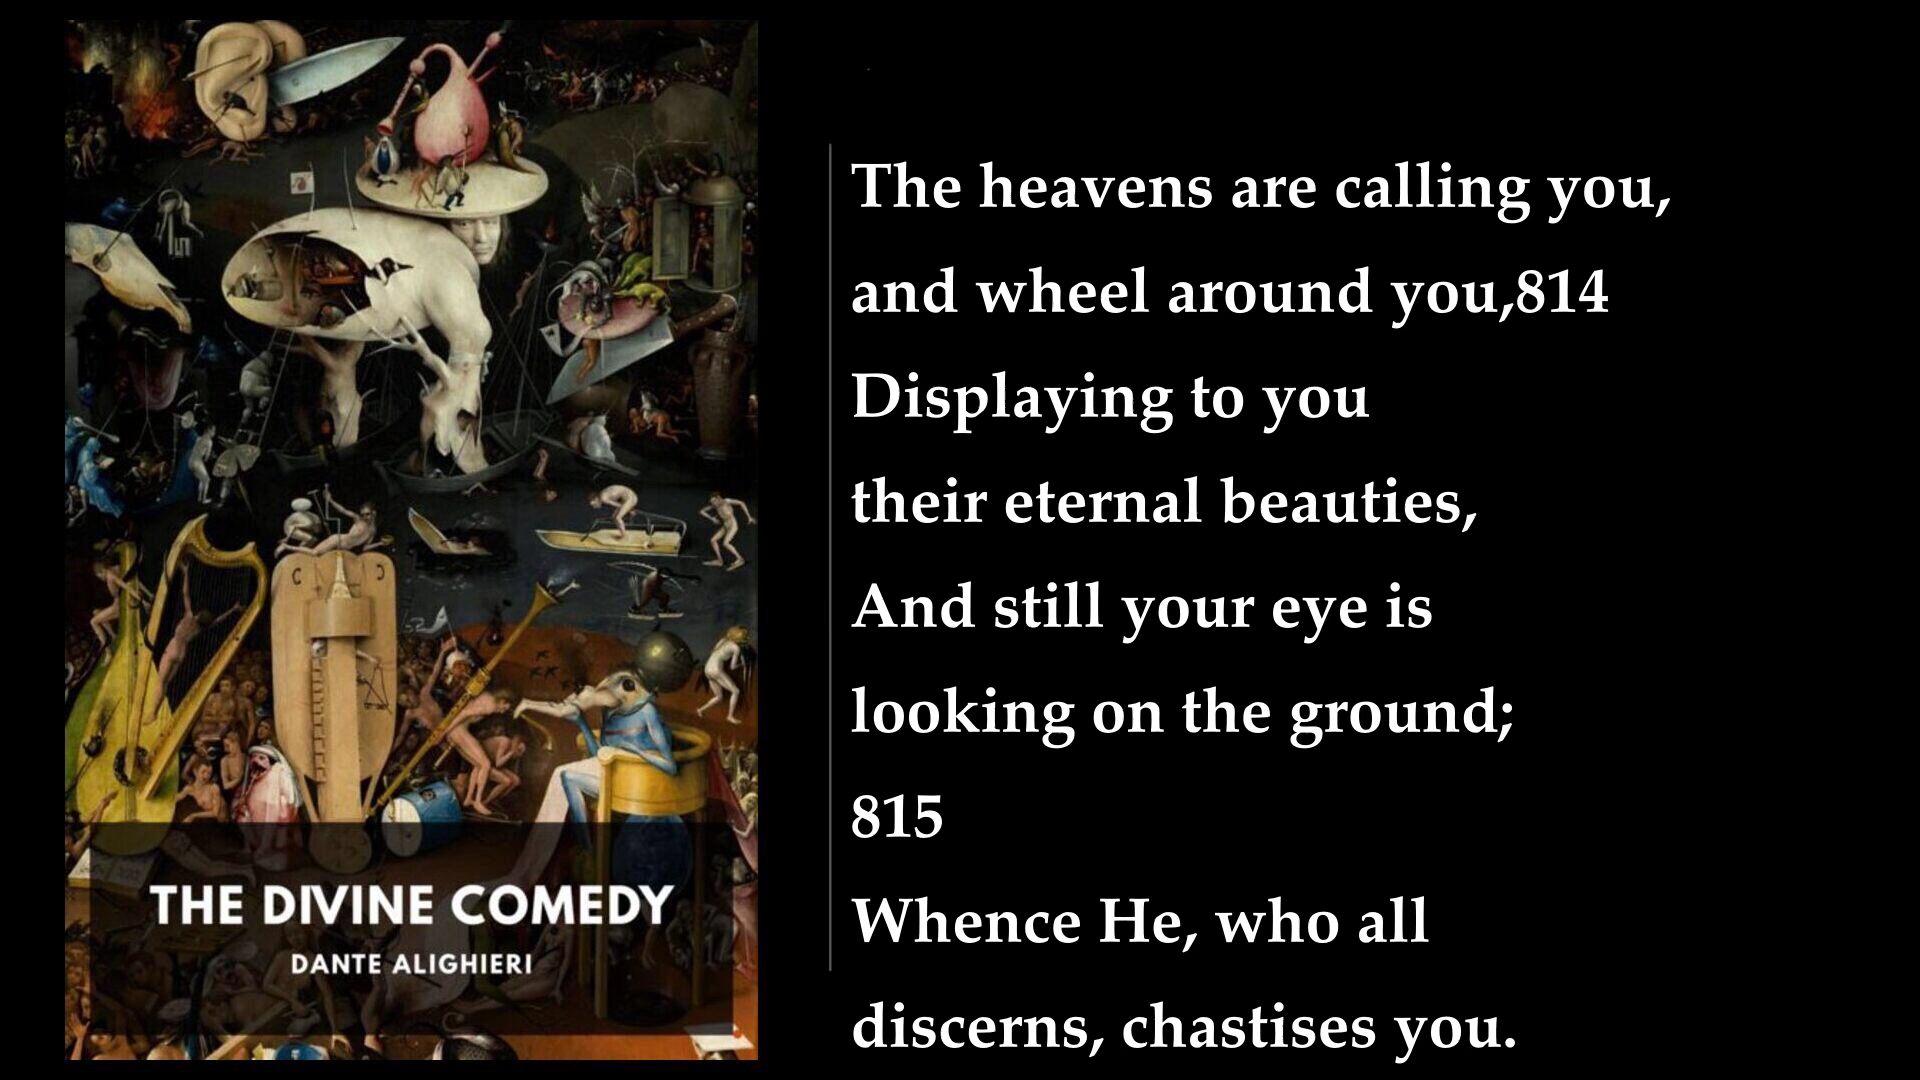 THE DIVINE COMEDY
DANTE ALIGHIERI
The heavens are calling you,
and wheel around you,814
Displaying to you
their eternal beauties,
And still your eye is
looking on the ground;
815
Whence He, who all
discerns, chastises you.